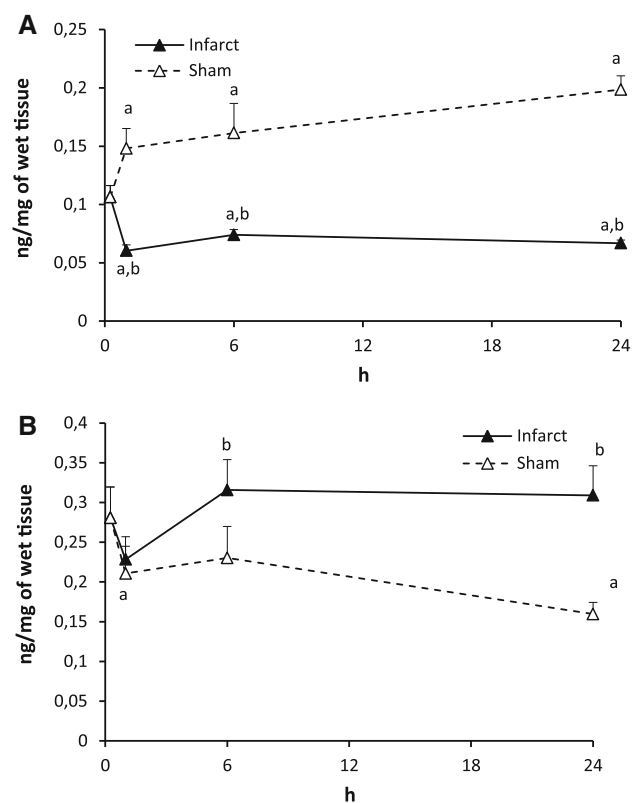 A
ng/mg of wet tissue
0,25
0,2
0,15
0,1
0,05
0
Infarct
Sham
a
a
a
a,b
a,b
a,b
0 6 12 18 24
h
B
ng/mg of wet tissue
0,4
0,35
0,3
0,25
0,2
0,15
0,1
0,05
0
Infarct
Sham
b
b
a
a
0 6 12 18 24
h